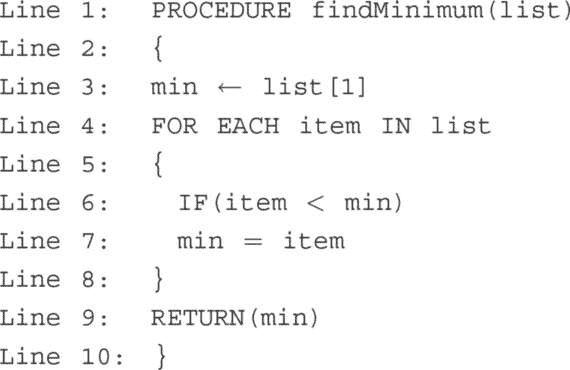 Line 1: PROCEDURE findMinimum(list)
Line 2: {
Line 3: min ← list[1]
Line 4: FOR EACH item IN list
Line 5: {
Line 6: IF(item < min)
Line 7: min = item
Line 8: }
Line 9: RETURN(min)
Line 10: }